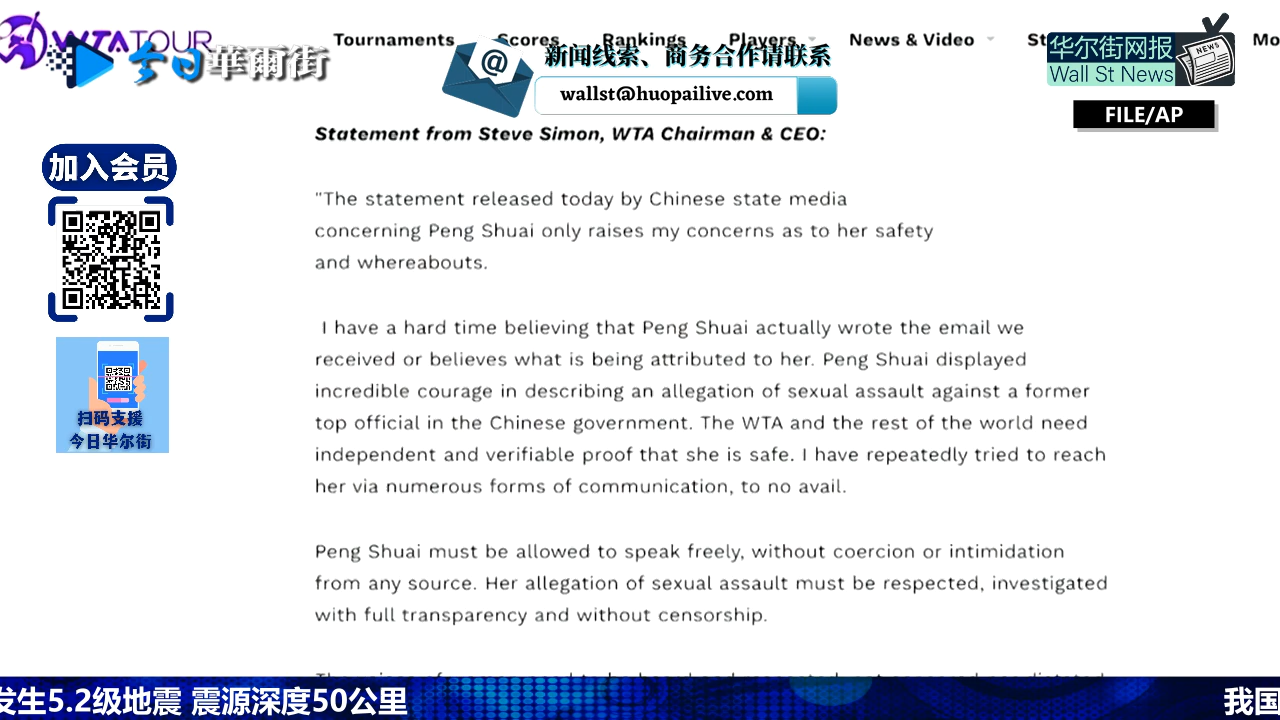 WTATOUR
今日華爾街
Tournaments Scores Rankings Players News & Video
新闻线索、商务合作请联系
@
wallst@huopailive.com
华尔街网报
Wall St News
NEWS
FILE/AP
加入会员
扫码支援
今日华尔街
Statement from Steve Simon, WTA Chairman & CEO:
"The statement released today by Chinese state media
concerning Peng Shuai only raises my concerns as to her safety
and whereabouts.
I have a hard time believing that Peng Shuai actually wrote the email we
received or believes what is being attributed to her. Peng Shuai displayed
incredible courage in describing an allegation of sexual assault against a former
top official in the Chinese government. The WTA and the rest of the world need
independent and verifiable proof that she is safe. I have repeatedly tried to reach
her via numerous forms of communication, to no avail.
Peng Shuai must be allowed to speak freely, without coercion or intimidation
from any source. Her allegation of sexual assault must be respected, investigated
with full transparency and without censorship.
发生5.2级地震 震源深度50公里
我国